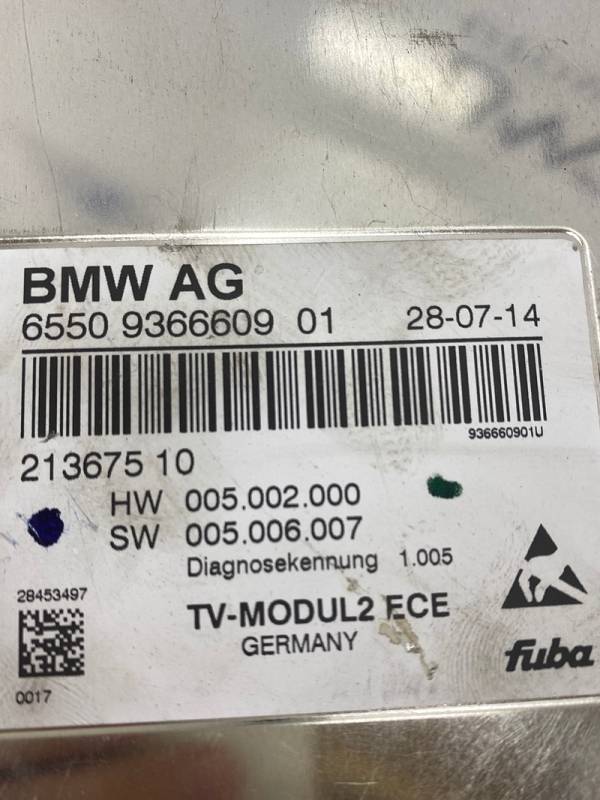 BMW AG
6550 9366609 01 28-07-14
936660901U
213675 10
HW 005.002.000
SW 005.006.007
Diagnosekennung 1.005
28453497
TV-MODUL2 ECE
GERMANY
fuba
0017